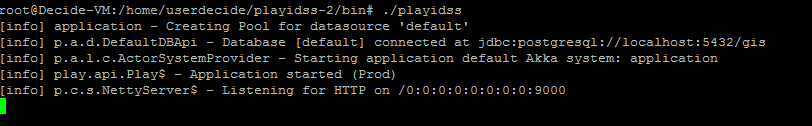 root@Decide-VM:/home/userdecide/playidss-2/bin# ./playidss
[info] application - Creating Pool for datasource 'default'
[info] p.a.d.DefaultDBApi - Database [default] connected at jdbc:postgresql://localhost:5432/gis
[info] p.a.l.c.ActorSystemProvider - Starting application default Akka system: application
[info] play.api.Play$ - Application started (Prod)
[info] p.c.s.NettyServer$ - Listening for HTTP on /0:0:0:0:0:0:0:0:9000